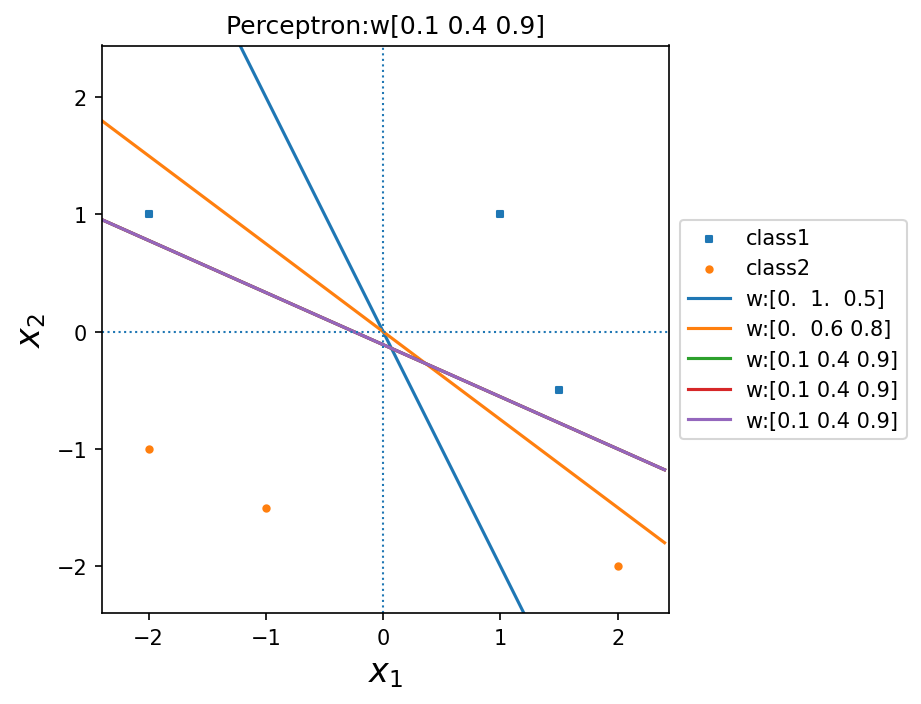 Perceptron:w[0.1 0.4 0.9]
2
1
0
−1
−2
x2
−2 −1 0 1 2
x1
class1
class2
w:[0.  1.  0.5]
w:[0.  0.6 0.8]
w:[0.1 0.4 0.9]
w:[0.1 0.4 0.9]
w:[0.1 0.4 0.9]